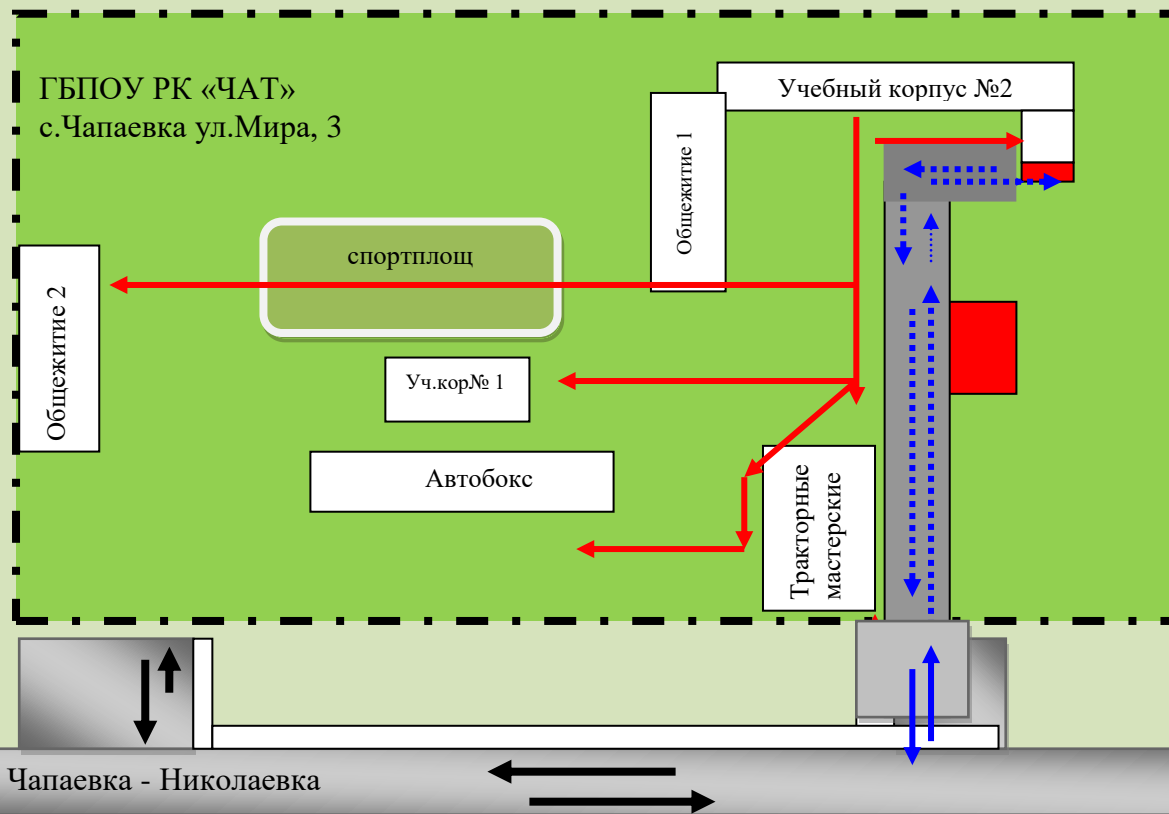 ГБПОУ РК «ЧАТ»
с.Чапаевка ул.Мира, 3
Учебный корпус №2
Общежитие 1
спортплощ
Общежитие 2
Уч.кор№ 1
Автобокс
Тракторные
мастерские
Чапаевка - Николаевка